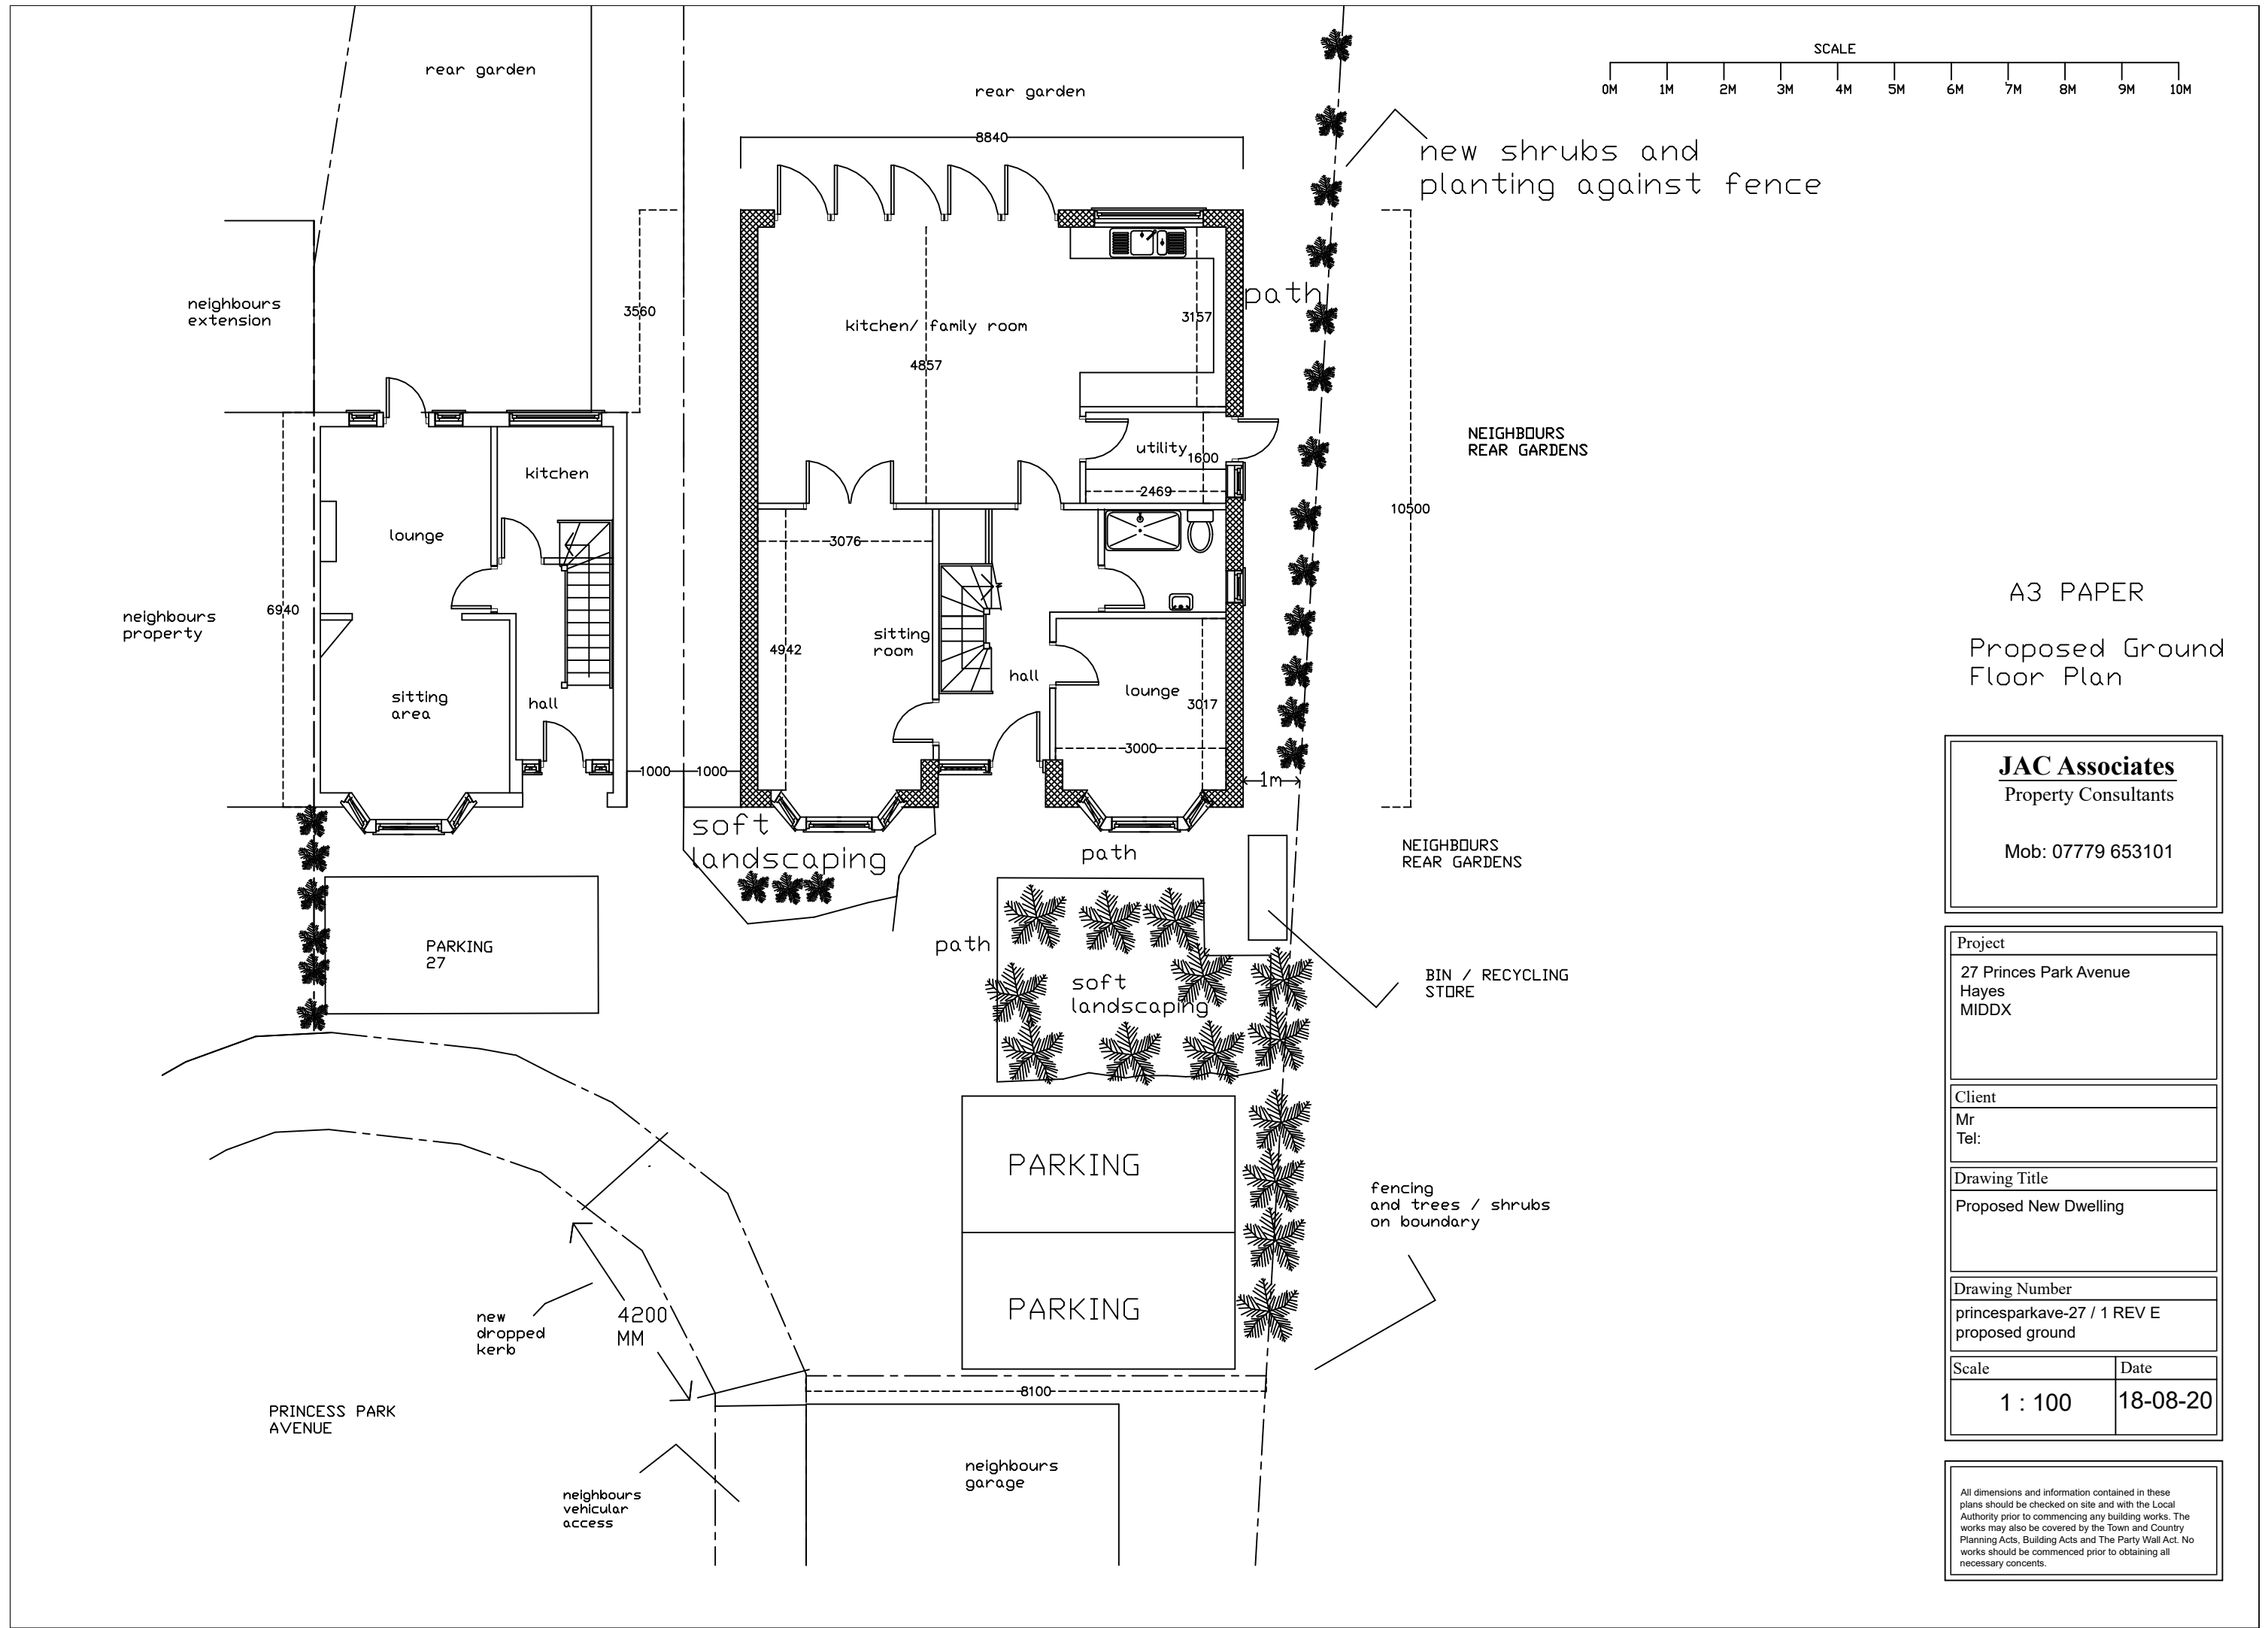 SCALE
0M 1M 2M 3M 4M 5M 6M 7M 8M 9M 10M
rear garden
rear garden
8840
new shrubs and
planting against fence
neighbours
extension
3560
path
kitchen/ family room
3157
4857
NEIGHBOURS
REAR GARDENS
utility
1600
2469
kitchen
lounge
10500
3076
6940
neighbours
property
sitting
room
4942
hall
lounge
3017
3000
sitting
area
hall
1000
1000
1m
A3 PAPER
Proposed Ground
Floor Plan
soft
landscaping
path
NEIGHBOURS
REAR GARDENS
PARKING
27
path
soft
landscaping
BIN / RECYCLING
STORE
PARKING
PARKING
fencing
and trees / shrubs
on boundary
new
dropped
kerb
4200
MM
8100
PRINCESS PARK
AVENUE
neighbours
garage
neighbours
vehicular
access
JAC Associates
Property Consultants
Mob: 07779 653101
Project
27 Princes Park Avenue
Hayes
MIDDX
Client
Mr
Tel:
Drawing Title
Proposed New Dwelling
Drawing Number
princesparkave-27 / 1 REV E
proposed ground
Scale
Date
1 : 100
18-08-20
All dimensions and information contained in these
plans should be checked on site and with the Local
Authority prior to commencing any building works. The
works may also be covered by the Town and Country
Planning Acts, Building Acts and The Party Wall Act. No
works should be commenced prior to obtaining all
necessary concents.